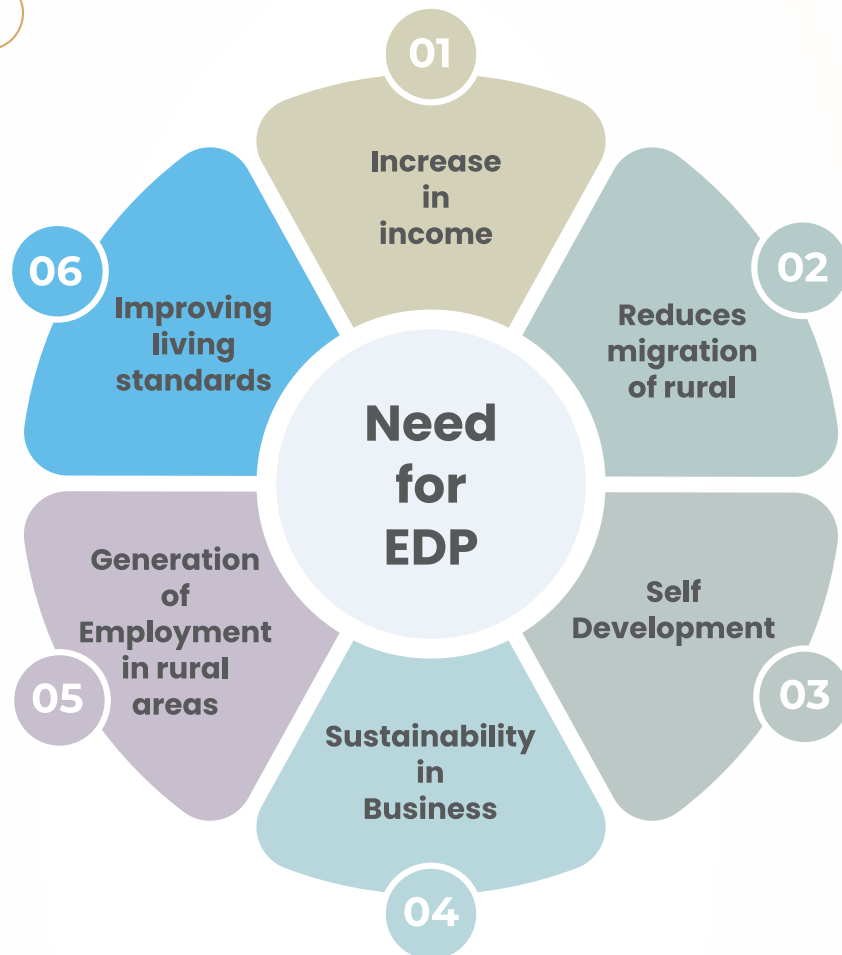 01
Increase
in
income
02
Reduces
migration
of rural
03
Self
Development
04
Sustainability
in
Business
05
Generation
of
Employment
in rural
areas
06
Improving
living
standards
Need
for
EDP